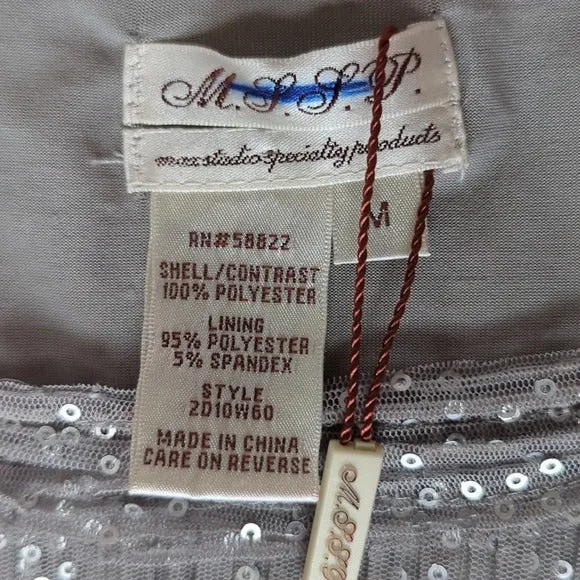 M.S.S.P.
max studio specialty products
M
RN#58822
SHELL/CONTRAST
100% POLYESTER
LINING
95% POLYESTER
5% SPANDEX
STYLE
2D10W60
MADE IN CHINA
CARE ON REVERSE
M.S.S.P.